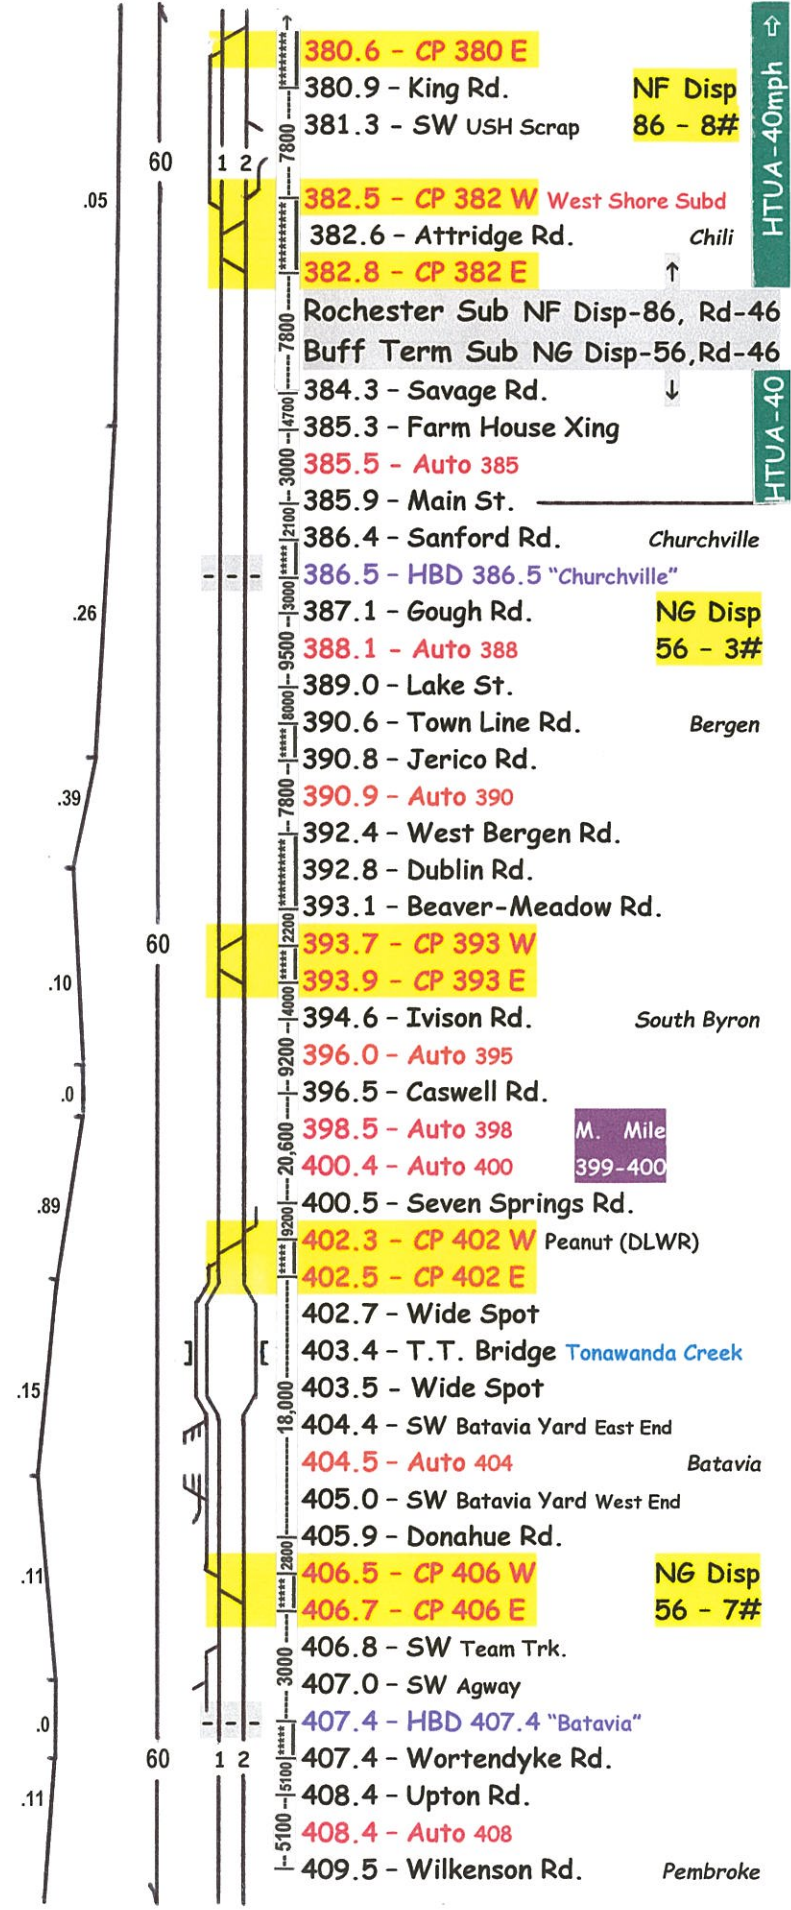 380.6 - CP 380 E
380.9 - King Rd.
NF Disp
381.3 - SW USH Scrap
86 - 8#
HTUA-40mph
7800
60
1 2
.05
382.5 - CP 382 W West Shore Subd
382.6 - Attridge Rd.
Chili
382.8 - CP 382 E
Rochester Sub NF Disp-86, Rd-46
7800
Buff Term Sub NG Disp-56,Rd-46
384.3 - Savage Rd.
HTUA-40
4700
385.3 - Farm House Xing
3000
385.5 - Auto 385
385.9 - Main St.
2100
386.4 - Sanford Rd.
Churchville
386.5 - HBD 386.5 "Churchville"
3000
.26
387.1 - Gough Rd.
NG Disp
9500
388.1 - Auto 388
56 - 3#
389.0 - Lake St.
8000
390.6 - Town Line Rd.
Bergen
390.8 - Jerico Rd.
.39
7800
390.9 - Auto 390
392.4 - West Bergen Rd.
392.8 - Dublin Rd.
393.1 - Beaver-Meadow Rd.
2200
60
393.7 - CP 393 W
.10
393.9 - CP 393 E
4000
394.6 - Ivison Rd.
South Byron
9200
396.0 - Auto 395
.0
396.5 - Caswell Rd.
398.5 - Auto 398
M. Mile
20,600
400.4 - Auto 400
399-400
.89
400.5 - Seven Springs Rd.
9200
402.3 - CP 402 W Peanut (DLWR)
402.5 - CP 402 E
402.7 - Wide Spot
403.4 - T.T. Bridge Tonawanda Creek
.15
403.5 - Wide Spot
18,000
404.4 - SW Batavia Yard East End
404.5 - Auto 404
Batavia
405.0 - SW Batavia Yard West End
405.9 - Donahue Rd.
2800
.11
406.5 - CP 406 W
NG Disp
406.7 - CP 406 E
56 - 7#
406.8 - SW Team Trk.
3000
407.0 - SW Agway
.0
407.4 - HBD 407.4 "Batavia"
60
1 2
407.4 - Wortendyke Rd.
5100
.11
408.4 - Upton Rd.
5100
408.4 - Auto 408
409.5 - Wilkenson Rd.
Pembroke